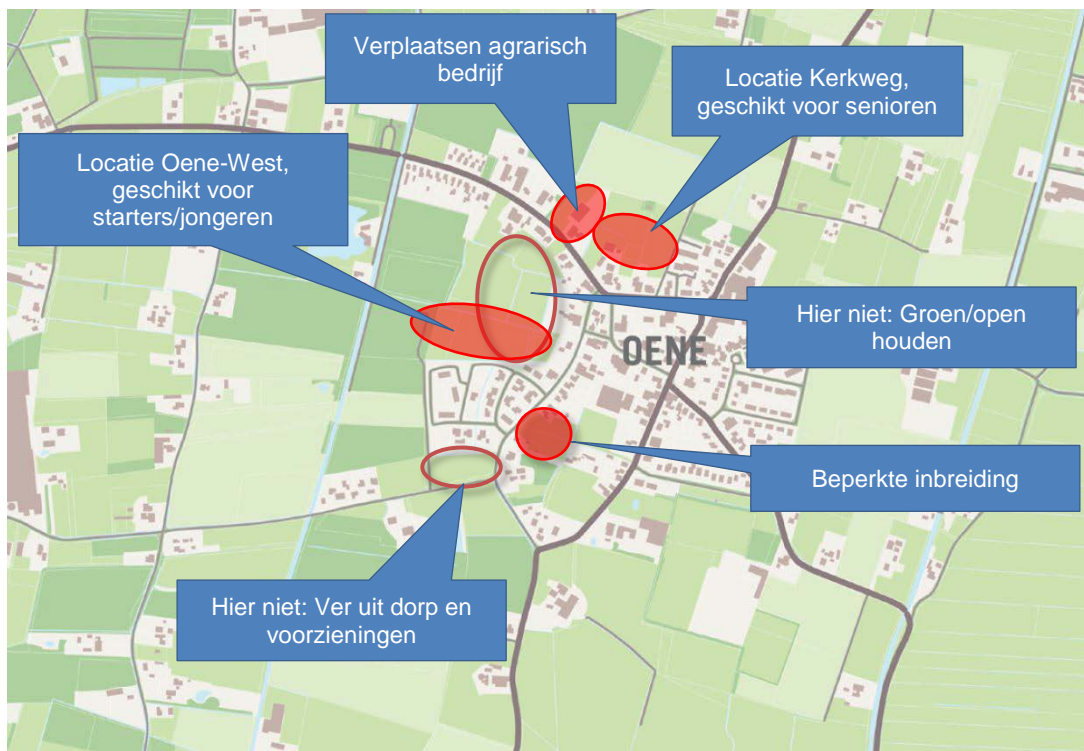 Verplaatsen agrarisch
bedrijf
Locatie Kerkweg,
geschikt voor senioren
Locatie Oene-West,
geschikt voor
starters/jongeren
Hier niet: Groen/open
houden
OENE
Beperkte inbreiding
Hier niet: Ver uit dorp en
voorzieningen